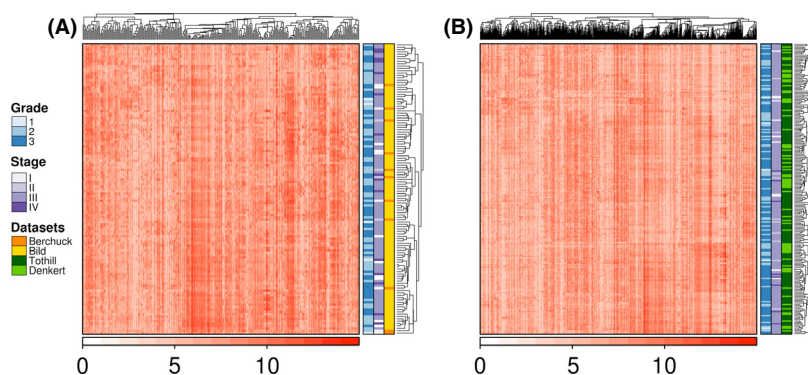 (A)
(B)
Grade
1
2
3
Stage
I
II
III
IV
Datasets
Berchuck
Bild
Tothill
Denkert
0 5 10
0 5 10